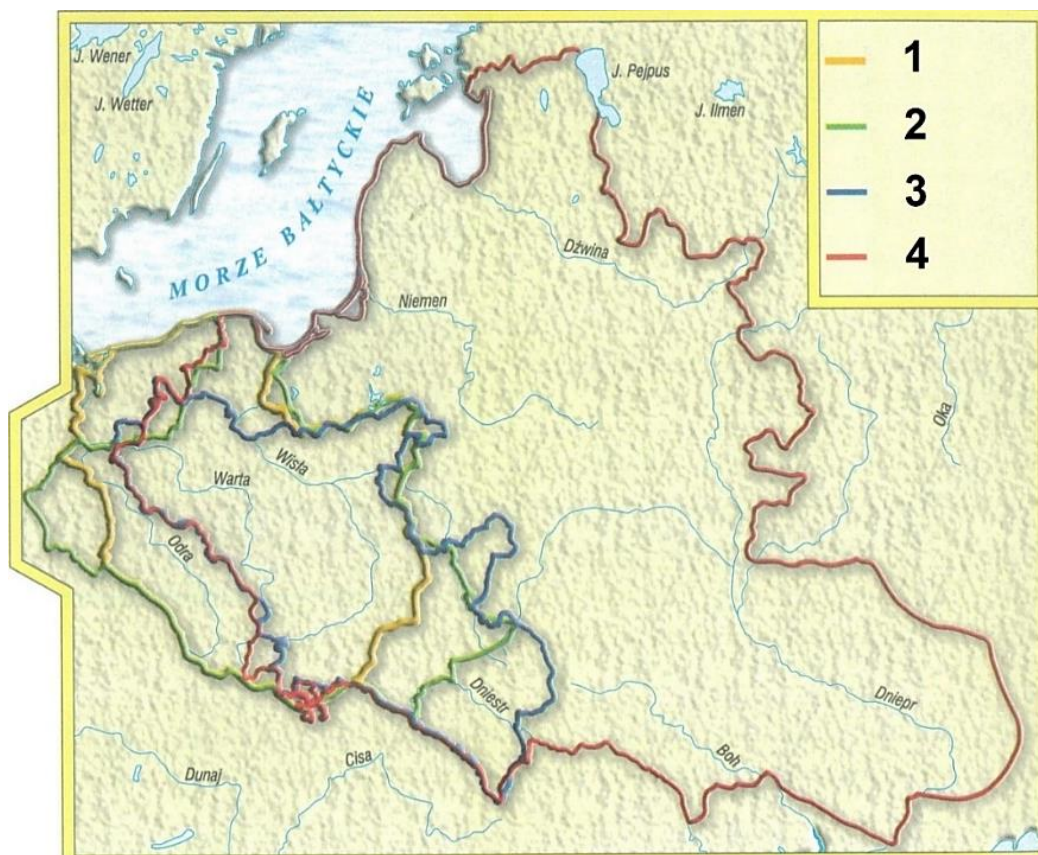 J. Wener
J. Wetter
MORZE BAŁTYCKIE
J. Pejpus
J. Ilmen
1
2
3
4
Dźwina
Niemen
Oka
Wisła
Warta
Odra
Dniestr
Dniepr
Boh
Cisa
Dunaj